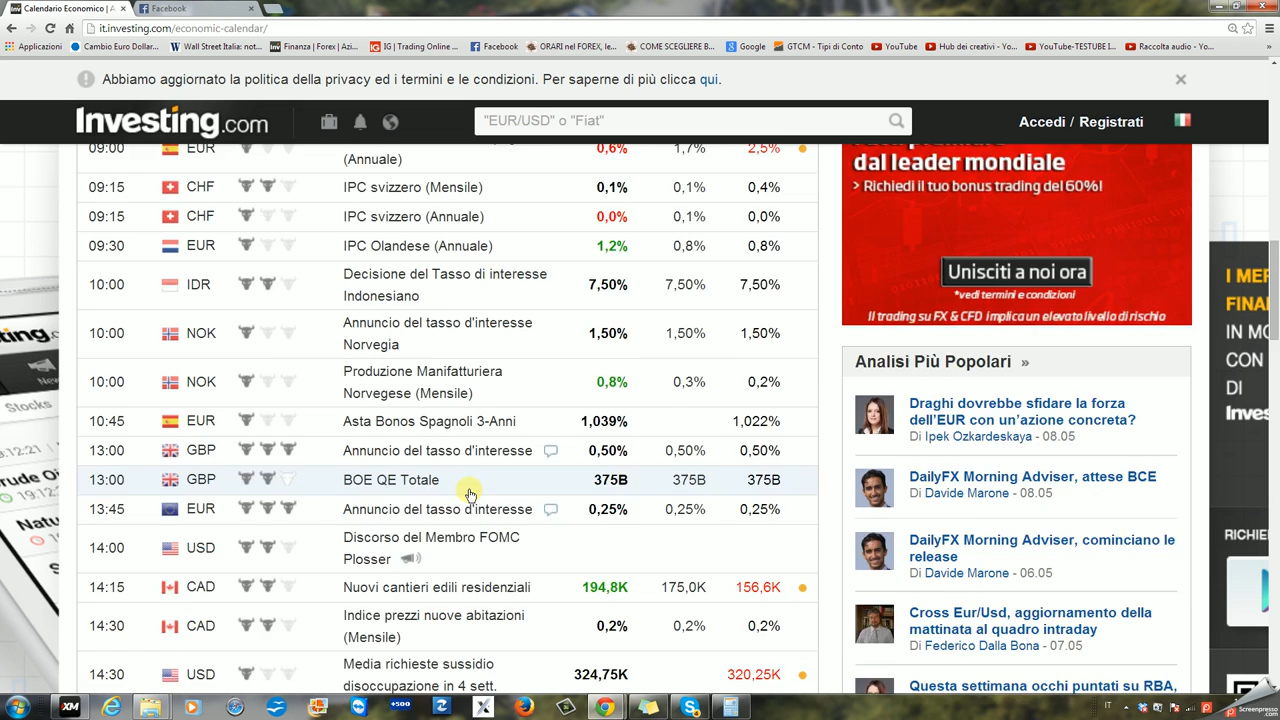 Calendario Economico | A
Facebook
it.investing.com/economic-calendar/
Applicazioni
Cambio Euro Dollar...
Wall Street Italia: not...
Finanza | Forex | Azi...
IG | Trading Online ...
Facebook
ORARI nel FOREX, le...
COME SCEGLIERE B...
Google
GTCM - Tipi di Conto
YouTube
Hub dei creativi - Yo...
YouTube-TESTUBE I...
Raccolta audio - Yo...
Abbiamo aggiornato la politica della privacy ed i termini e le condizioni. Per saperne di più clicca qui.
Investing.com
"EUR/USD" o "Fiat"
Accedi / Registrati
09:00 EUR (Annuale) 0,6% 1,7% 2,5%
09:15 CHF IPC svizzero (Mensile) 0,1% 0,1% 0,4%
09:15 CHF IPC svizzero (Annuale) 0,0% 0,1% 0,0%
09:30 EUR IPC Olandese (Annuale) 1,2% 0,8% 0,8%
10:00 IDR Decisione del Tasso di interesse
Indonesiano 7,50% 7,50% 7,50%
10:00 NOK Annuncio del tasso d'interesse
Norvegia 1,50% 1,50% 1,50%
10:00 NOK Produzione Manifatturiera
Norvegese (Mensile) 0,8% 0,3% 0,2%
10:45 EUR Asta Bonos Spagnoli 3-Anni 1,039% 1,022%
13:00 GBP Annuncio del tasso d'interesse 0,50% 0,50% 0,50%
13:00 GBP BOE QE Totale 375B 375B 375B
13:45 EUR Annuncio del tasso d'interesse 0,25% 0,25% 0,25%
14:00 USD Discorso del Membro FOMC
Plosser
14:15 CAD Nuovi cantieri edili residenziali 194,8K 175,0K 156,6K
14:30 CAD Indice prezzi nuove abitazioni
(Mensile) 0,2% 0,2% 0,2%
14:30 USD Media richieste sussidio
disoccupazione in 4 sett. 324,75K 320,25K
dal leader mondiale
> Richiedi il tuo bonus trading del 60%!
Unisciti a noi ora
*vedi termini e condizioni
Il trading su FX & CFD implica un elevato livello di rischio
Analisi Più Popolari »
Draghi dovrebbe sfidare la forza
dell'EUR con un'azione concreta?
Di Ipek Ozkardeskaya - 08.05
DailyFX Morning Adviser, attese BCE
Di Davide Marone - 08.05
DailyFX Morning Adviser, cominciano le
release
Di Davide Marone - 06.05
Cross Eur/Usd, aggiornamento della
mattinata al quadro intraday
Di Federico Dalla Bona - 07.05
Questa settimana occhi puntati su RBA,
Stocks
I MER
FINAN
IN MO
CON
DI
Inves
RICHIE
XM
+500
IT
Screenpresso
.com